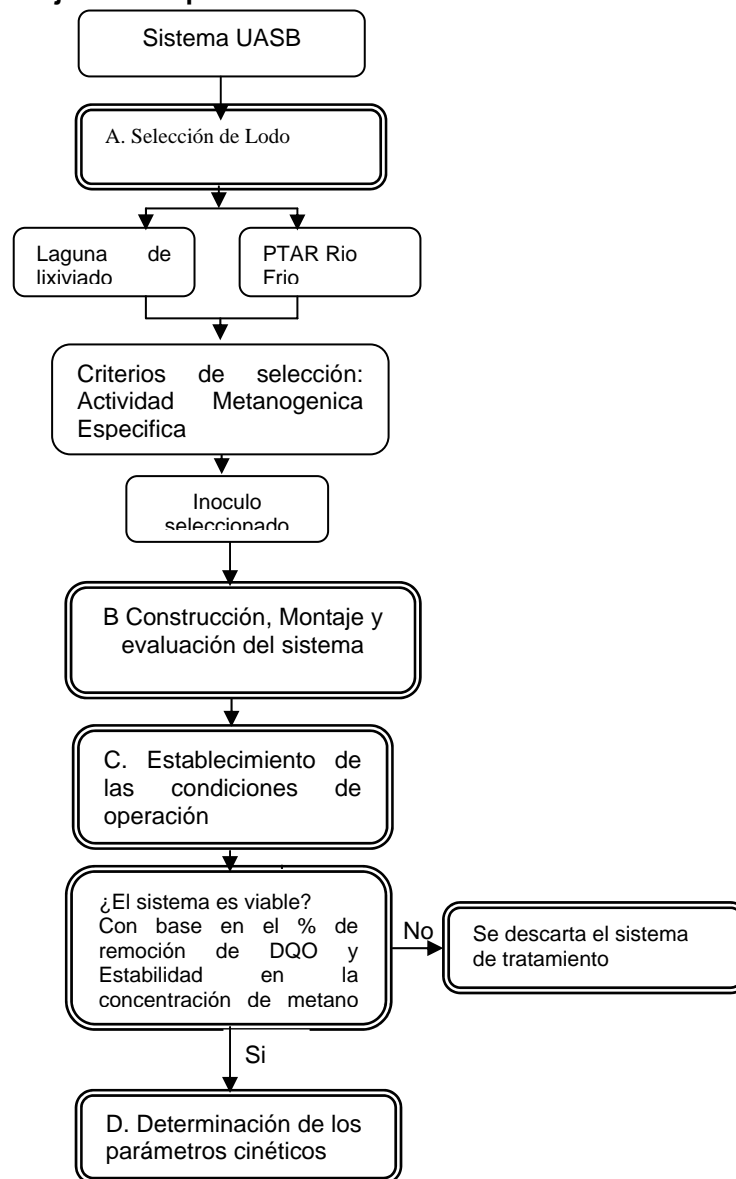 Sistema UASB
A. Selección de Lodo
Laguna de
lixiviado
PTAR Rio
Frio
Criterios de selección:
Actividad Metanogenica
Especifica
Inoculo
seleccionado
B Construcción, Montaje y
evaluación del sistema
C. Establecimiento de
las condiciones de
operación
¿El sistema es viable?
Con base en el % de
remoción de DQO y
Estabilidad en la
concentración de metano
No
Se descarta el sistema
de tratamiento
Si
D. Determinación de los
parámetros cinéticos